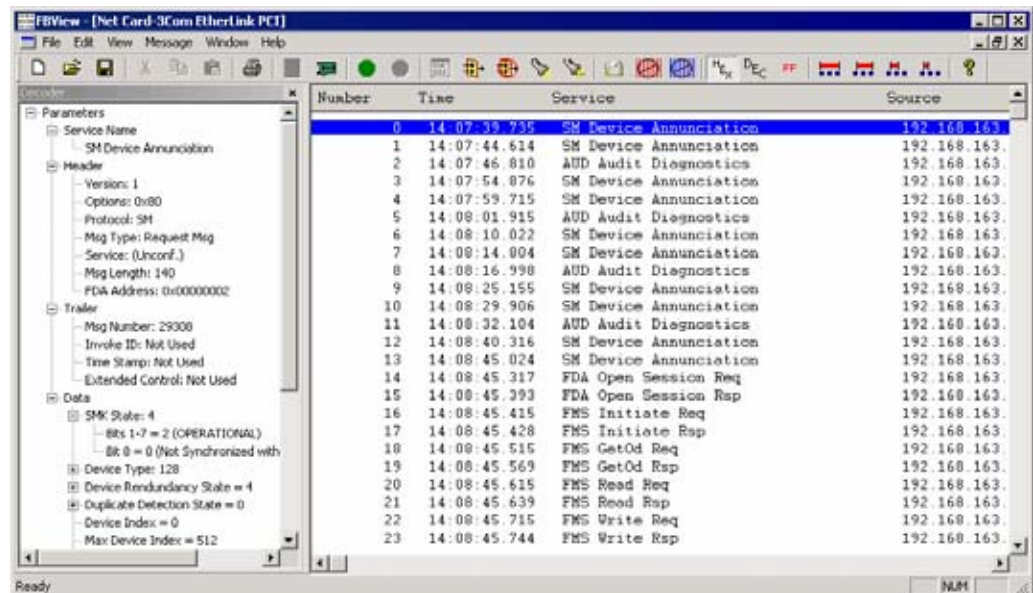 FBView - [Net Card-3Com EtherLink PCI]
File Edit View Message Window Help
HEX DEC FF
Decoder
Parameters
Service Name
SM Device Annunciation
Header
Version: 1
Options: 0x80
Protocol: SM
Msg Type: Request Msg
Service: (Unconf.)
Msg Length: 140
FDA Address: 0x00000002
Trailer
Msg Number: 29308
Invoke ID: Not Used
Time Stamp: Not Used
Extended Control: Not Used
Data
SMK State: 4
Bits 1-7 = 2 (OPERATIONAL)
Bit 0 = 0 (Not Synchronized with
Device Type: 128
Device Rendundancy State = 4
Duplicate Detection State = 0
Device Index = 0
Max Device Index = 512
Number Time Service Source
0 14:07:39.735 SM Device Annunciation 192.168.163.
1 14:07:44.614 SM Device Annunciation 192.168.163.
2 14:07:46.810 AUD Audit Diagnostics 192.168.163.
3 14:07:54.876 SM Device Annunciation 192.168.163.
4 14:07:59.715 SM Device Annunciation 192.168.163.
5 14:08:01.915 AUD Audit Diagnostics 192.168.163.
6 14:08:10.022 SM Device Annunciation 192.168.163.
7 14:08:14.804 SM Device Annunciation 192.168.163.
8 14:08:16.998 AUD Audit Diagnostics 192.168.163.
9 14:08:25.155 SM Device Annunciation 192.168.163.
10 14:08:29.906 SM Device Annunciation 192.168.163.
11 14:08:32.104 AUD Audit Diagnostics 192.168.163.
12 14:08:40.316 SM Device Annunciation 192.168.163.
13 14:08:45.024 SM Device Annunciation 192.168.163.
14 14:08:45.317 FDA Open Session Req 192.168.163.
15 14:08:45.393 FDA Open Session Rsp 192.168.163.
16 14:08:45.415 FMS Initiate Req 192.168.163.
17 14:08:45.428 FMS Initiate Rsp 192.168.163.
18 14:08:45.515 FMS GetOd Req 192.168.163.
19 14:08:45.569 FMS GetOd Rsp 192.168.163.
20 14:08:45.615 FMS Read Req 192.168.163.
21 14:08:45.639 FMS Read Rsp 192.168.163.
22 14:08:45.715 FMS Write Req 192.168.163.
23 14:08:45.744 FMS Write Rsp 192.168.163.
Ready NUM